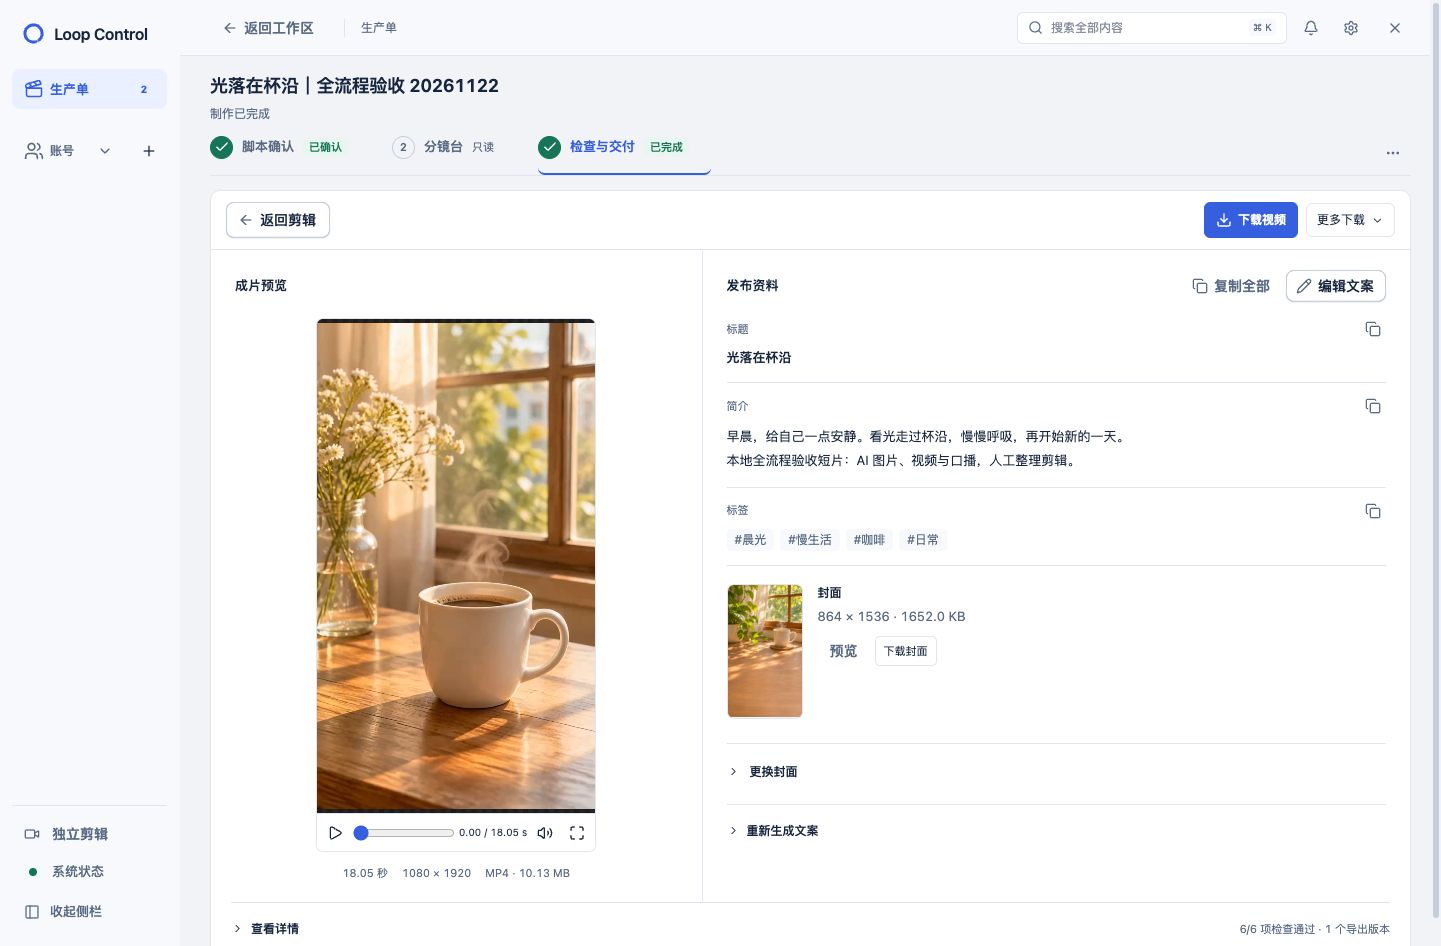 Loop Control
生产单 2
账号
独立剪辑
系统状态
收起侧栏
返回工作区
生产单
搜索全部内容 ⌘ K
光落在杯沿｜全流程验收 20261122
制作已完成
脚本确认 已确认
2 分镜台 只读
检查与交付 已完成
返回剪辑
下载视频
更多下载
成片预览
0.00 / 18.05 s
18.05 秒 1080 × 1920 MP4 · 10.13 MB
发布资料
复制全部
编辑文案
标题
光落在杯沿
简介
早晨，给自己一点安静。看光走过杯沿，慢慢呼吸，再开始新的一天。
本地全流程验收短片：AI 图片、视频与口播，人工整理剪辑。
标签
#晨光 #慢生活 #咖啡 #日常
封面
864 × 1536 · 1652.0 KB
预览 下载封面
更换封面
重新生成文案
查看详情
6/6 项检查通过 · 1 个导出版本